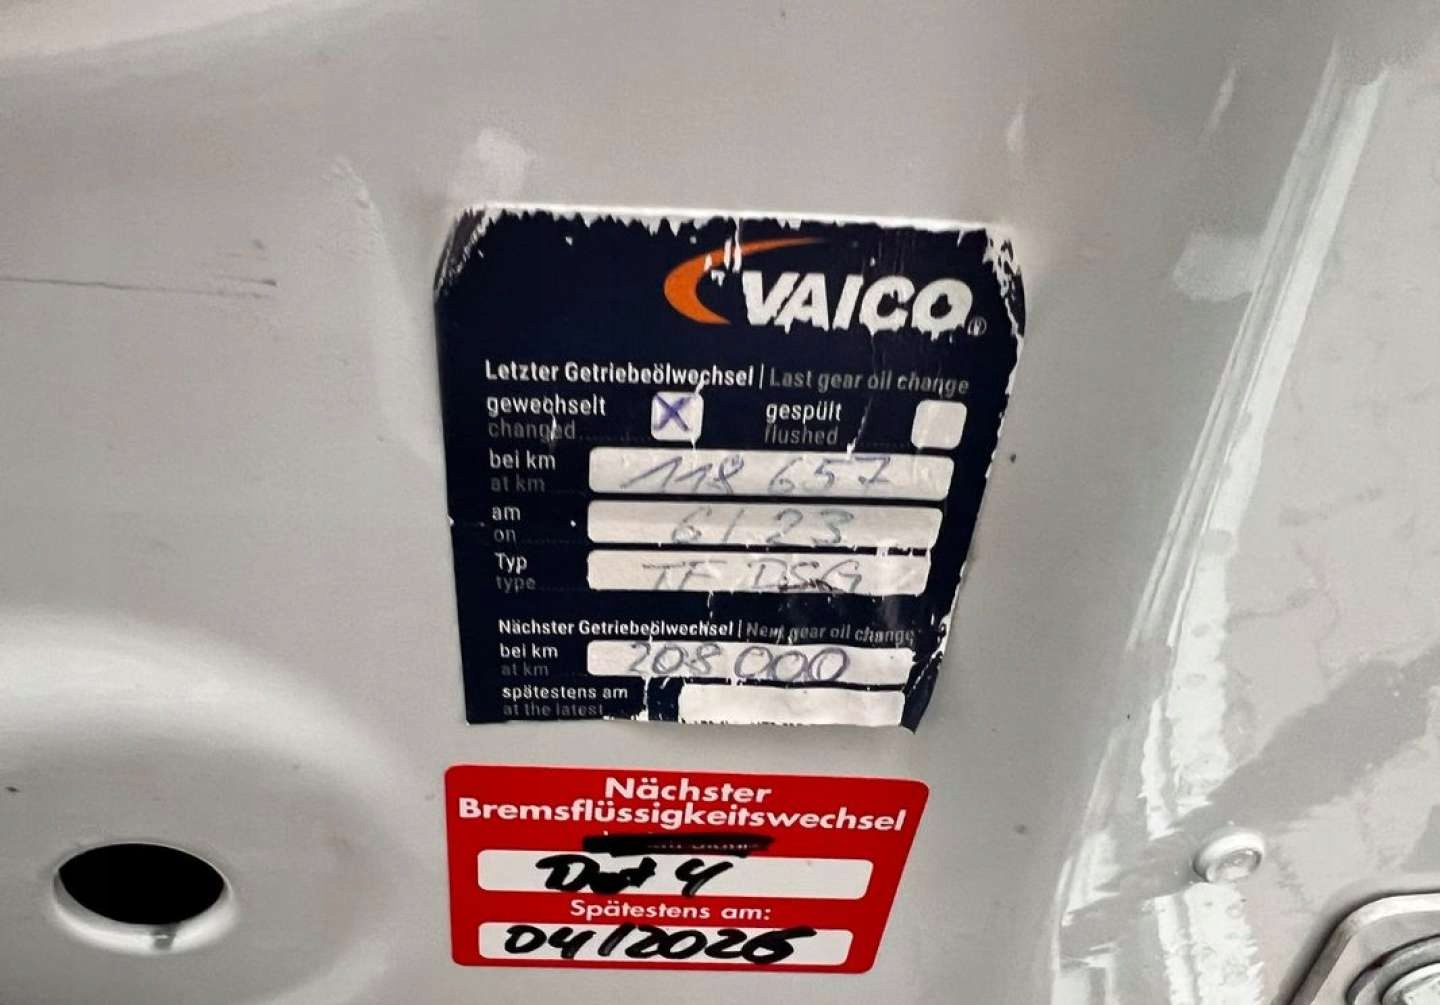 VAICO®
Letzter Getriebeölwechsel | Last gear oil change
gewechselt X gespült
changed flushed
bei km 118 657
at km
am 6/23
on
Typ TF DSG
type
Nächster Getriebeölwechsel | Next gear oil change
bei km 208 000
at km
spätestens am
at the latest
Nächster
Bremsflüssigkeitswechsel
Dot 4
Spätestens am:
04/2026